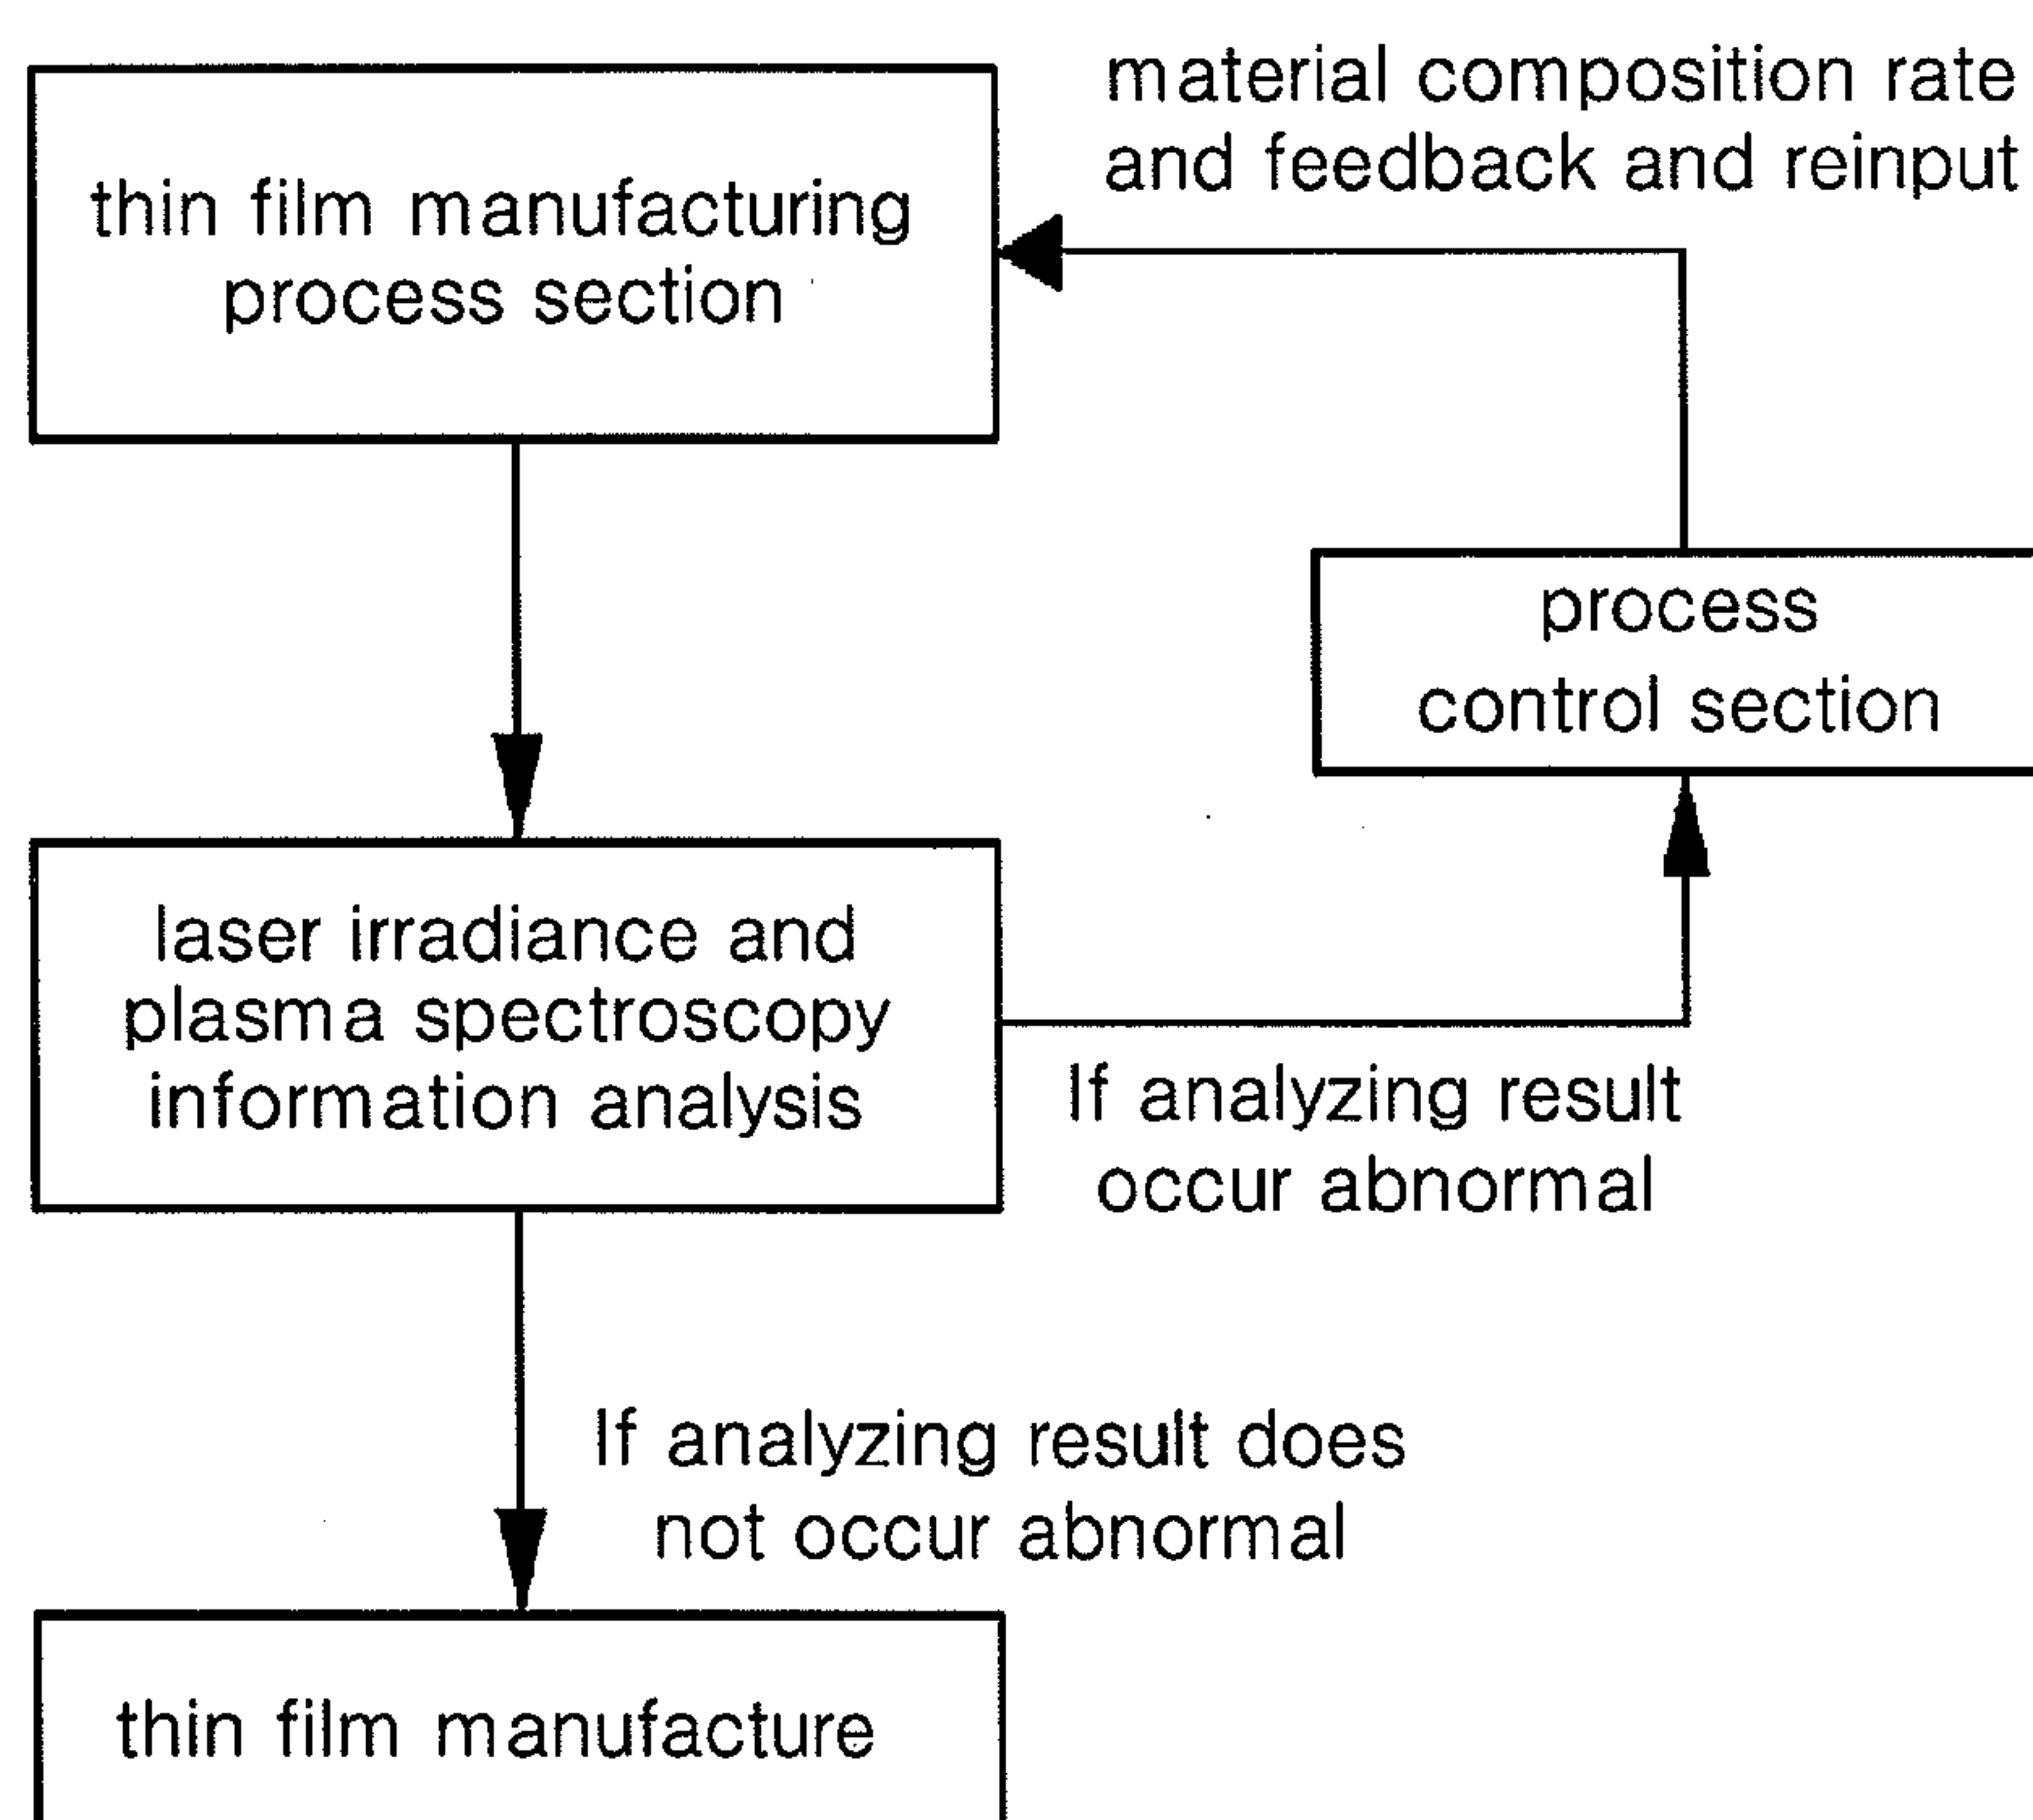 material composition rate
and feedback and reinput
thin film manufacturing
process section
process
control section
laser irradiance and
plasma spectroscopy
information analysis
If analyzing result
occur abnormal
If analyzing result does
not occur abnormal
thin film manufacture